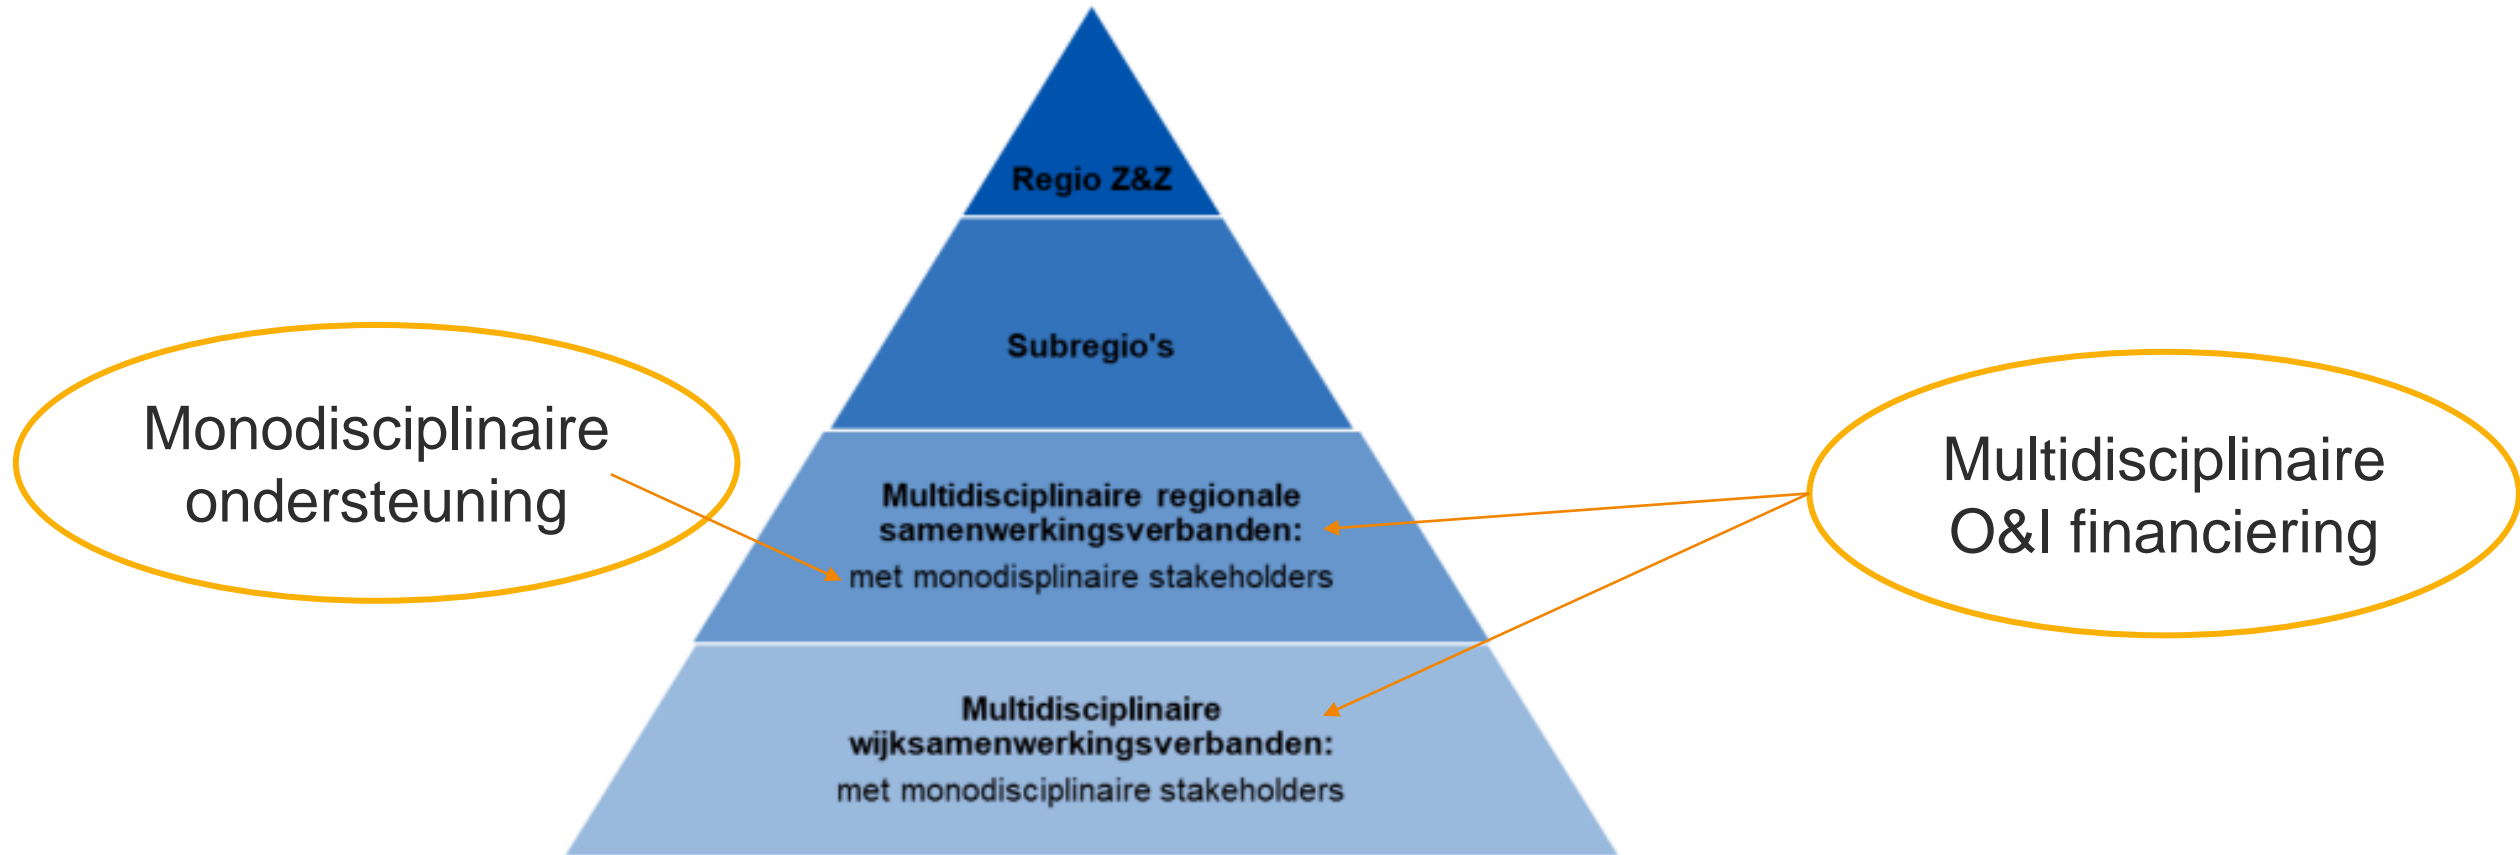 Regio Z&Z
Subregio's
Monodisciplinaire
ondersteuning
Multidisciplinaire regionale
samenwerkingsverbanden:
met monodisplinaire stakeholders
Multidisciplinaire
O&I financiering
Multidisciplinaire
wijksamenwerkingsverbanden:
met monodisciplinaire stakeholders